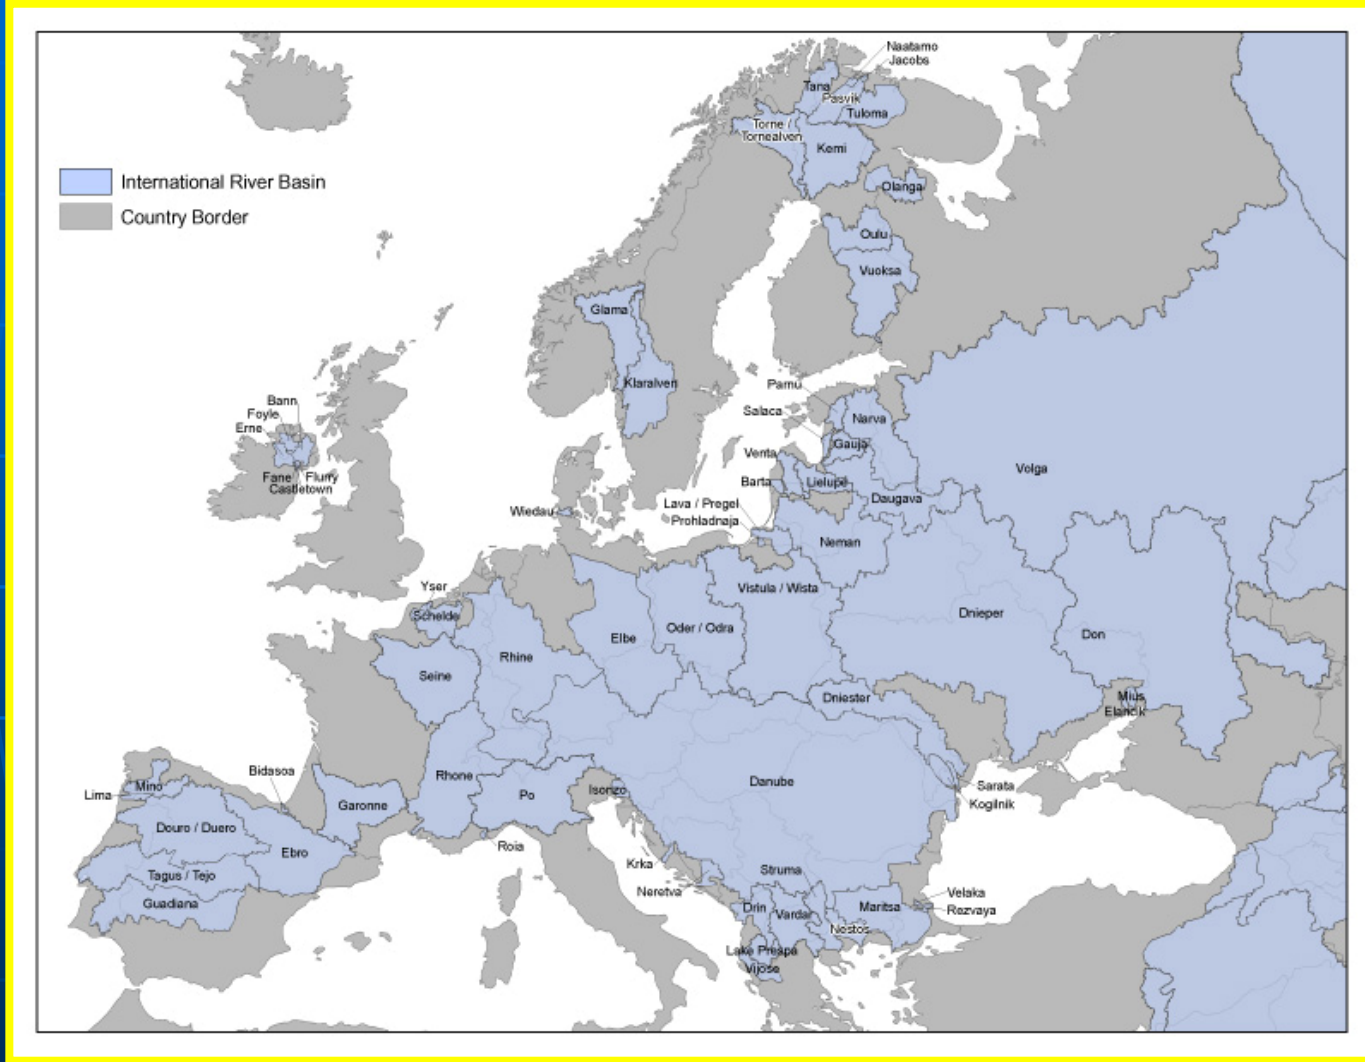 Naatamo
Jacobs
Tana
Pasvik
Tuloma
Torne /
Tornealven
Kemi
International River Basin
Olanga
Country Border
Oulu
Vuoksa
Glama
Klaralven
Parnu
Bann
Salaca
Foyle
Narva
Erne
Gauja
Venta
Volga
Fane
Flurry
Castletown
Barta
Lielupe
Daugava
Lava / Pregel
Wiedau
Prohladnaja
Neman
Yser
Vistula / Wista
Schelde
Dnieper
Oder / Odra
Elbe
Don
Rhine
Seine
Dniester
Mius
Elancik
Bidasoa
Rhone
Danube
Mino
Sarata
Lima
Isonzo
Po
Garonne
Kogilnik
Douro / Duero
Roia
Ebro
Krka
Struma
Tagus / Tejo
Neretva
Velaka
Guadiana
Drin
Maritsa
Rezvaya
Vardar
Nestos
Lake Prespa
Vijose